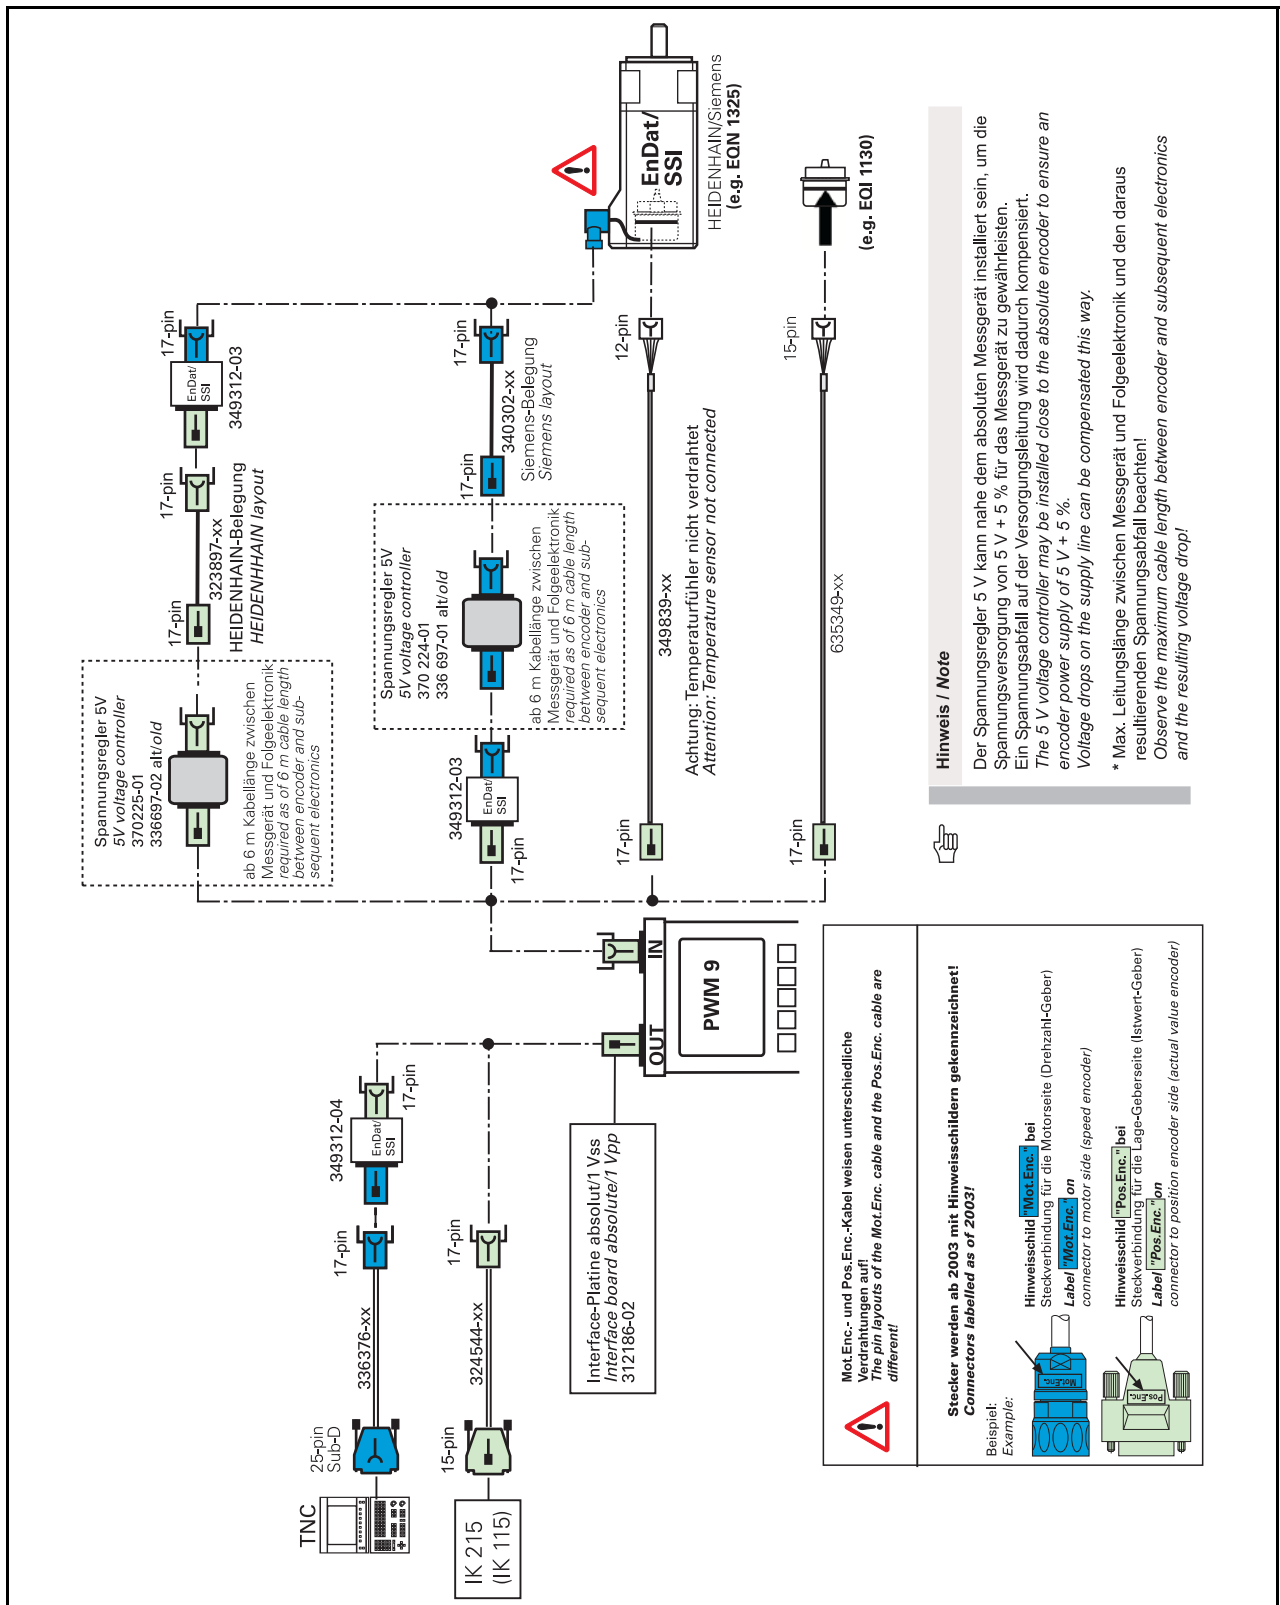 TNC
25-pin
Sub-D
336376-xx
17-pin
349312-04
EnDat/
SSI
17-pin
IK 215
(IK 115)
15-pin
324544-xx
17-pin
Interface-Platine absolut/1 Vss
Interface board absolute/1 Vpp
312186-02
OUT
IN
PWM 9
Spannungsregler 5V
5V voltage controller
370225-01
336697-02 alt/old
ab 6 m Kabellänge zwischen
Messgerät und Folgeelektronik
required as of 6 m cable length
between encoder and sub-
sequent electronics
17-pin
323897-xx
17-pin
HEIDENHAIN-Belegung
HEIDENHHAIN layout
17-pin
EnDat/
SSI
349312-03
349312-03
EnDat/
SSI
17-pin
Spannungsregler 5V
5V voltage controller
370 224-01
336 697-01 alt/old
ab 6 m Kabellänge zwischen
Messgerät und Folgeelektronik
required as of 6 m cable length
between encoder and sub-
sequent electronics
17-pin
340302-xx
17-pin
Siemens-Belegung
Siemens layout
17-pin
349839-xx
12-pin
Achtung: Temperaturfühler nicht verdrahtet
Attention: Temperature sensor not connected
17-pin
635349-xx
15-pin
EnDat/
SSI
HEIDENHAIN/Siemens
(e.g. EQN 1325)
(e.g. EQI 1130)
Hinweis / Note
Der Spannungsregler 5 V kann nahe dem absoluten Messgerät installiert sein, um die
Spannungsversorgung von 5 V + 5 % für das Messgerät zu gewährleisten.
Ein Spannungsabfall auf der Versorgungsleitung wird dadurch kompensiert.
The 5 V voltage controller may be installed close to the absolute encoder to ensure an
encoder power supply of 5 V + 5 %.
Voltage drops on the supply line can be compensated this way.
* Max. Leitungslänge zwischen Messgerät und Folgeelektronik und den daraus
resultierenden Spannungsabfall beachten!
Observe the maximum cable length between encoder and subsequent electronics
and the resulting voltage drop!
Mot.Enc.- und Pos.Enc.-Kabel weisen unterschiedliche
Verdrahtungen auf!
The pin layouts of the Mot.Enc. cable and the Pos.Enc. cable are
different!
Stecker werden ab 2003 mit Hinweisschildern gekennzeichnet!
Connectors labelled as of 2003!
Beispiel:
Example:
Mot.Enc.
Hinweisschild "Mot.Enc." bei
Steckverbindung für die Motorseite (Drehzahl-Geber)
Label "Mot.Enc." on
connector to motor side (speed encoder)
Pos.Enc.
Hinweisschild "Pos.Enc." bei
Steckverbindung für die Lage-Geberseite (Istwert-Geber)
Label "Pos.Enc." on
connector to position encoder side (actual value encoder)